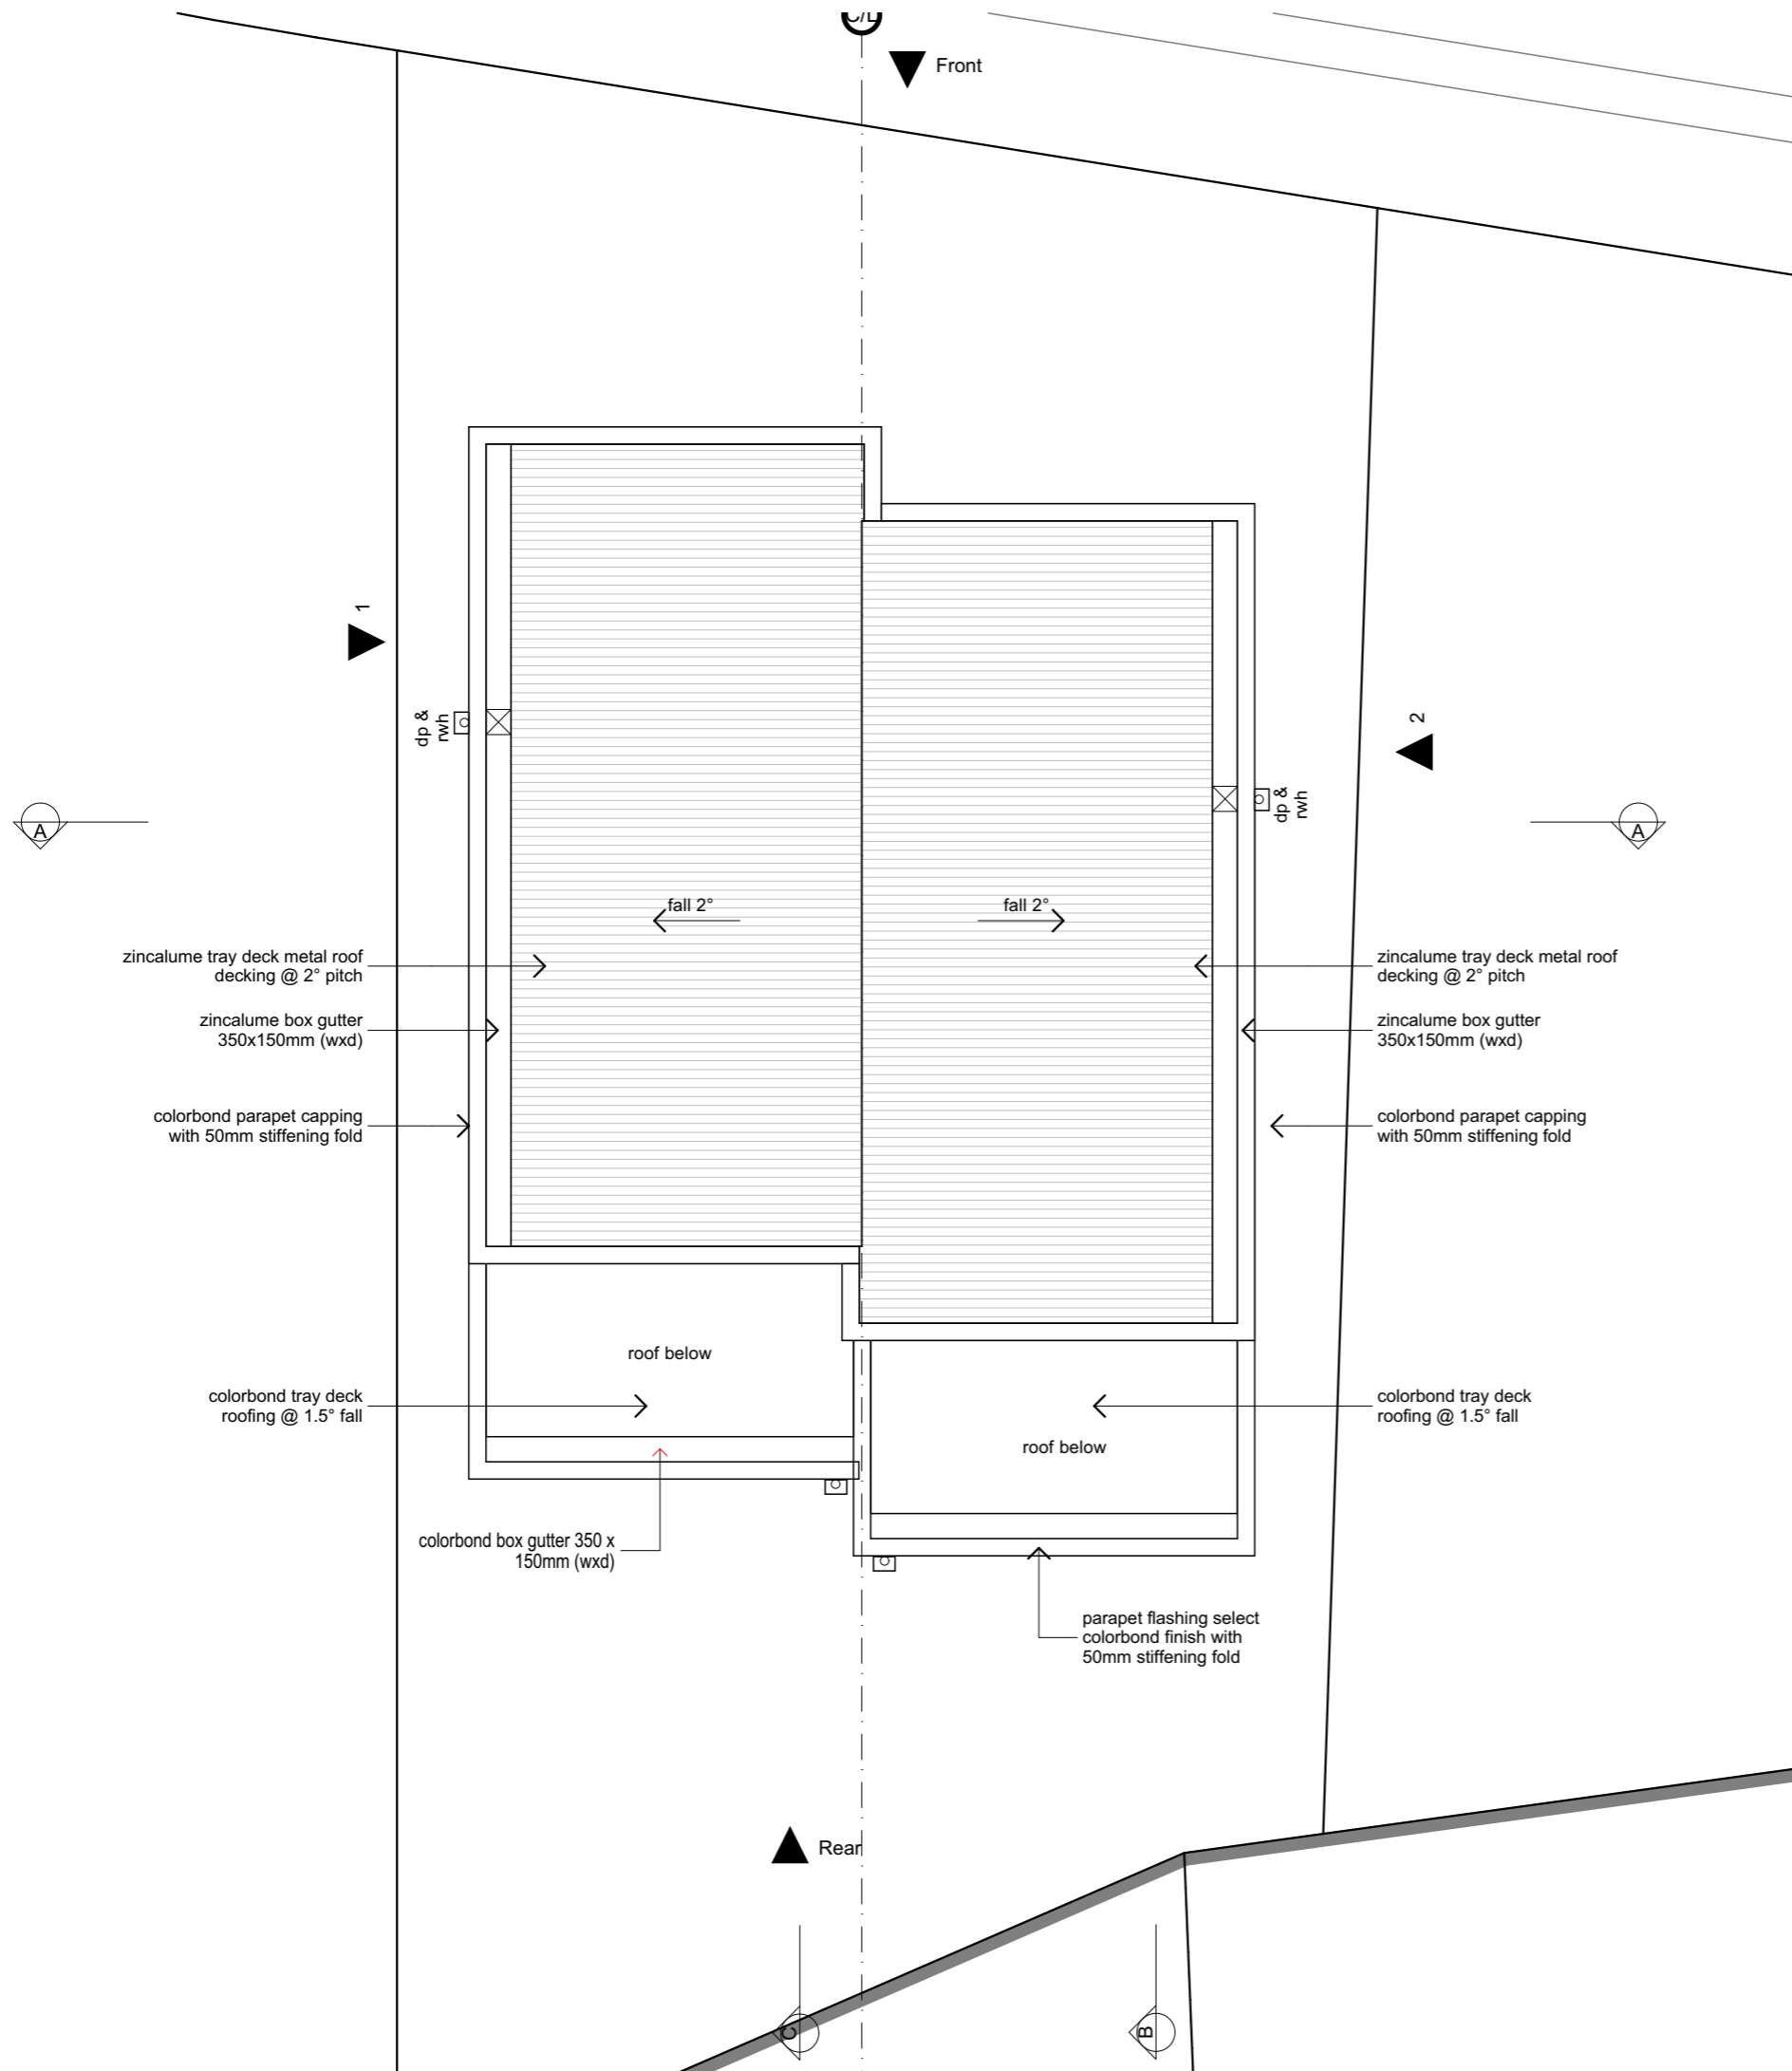 C/L
Front
1
dp &
rwh
2
dp &
rwh
A
A
fall 2°
fall 2°
zincalume tray deck metal roof
decking @ 2° pitch
zincalume tray deck metal roof
decking @ 2° pitch
zincalume box gutter
350x150mm (wxd)
zincalume box gutter
350x150mm (wxd)
colorbond parapet capping
with 50mm stiffening fold
colorbond parapet capping
with 50mm stiffening fold
roof below
colorbond tray deck
roofing @ 1.5° fall
colorbond tray deck
roofing @ 1.5° fall
roof below
colorbond box gutter 350 x
150mm (wxd)
parapet flashing select
colorbond finish with
50mm stiffening fold
Rear
C
B